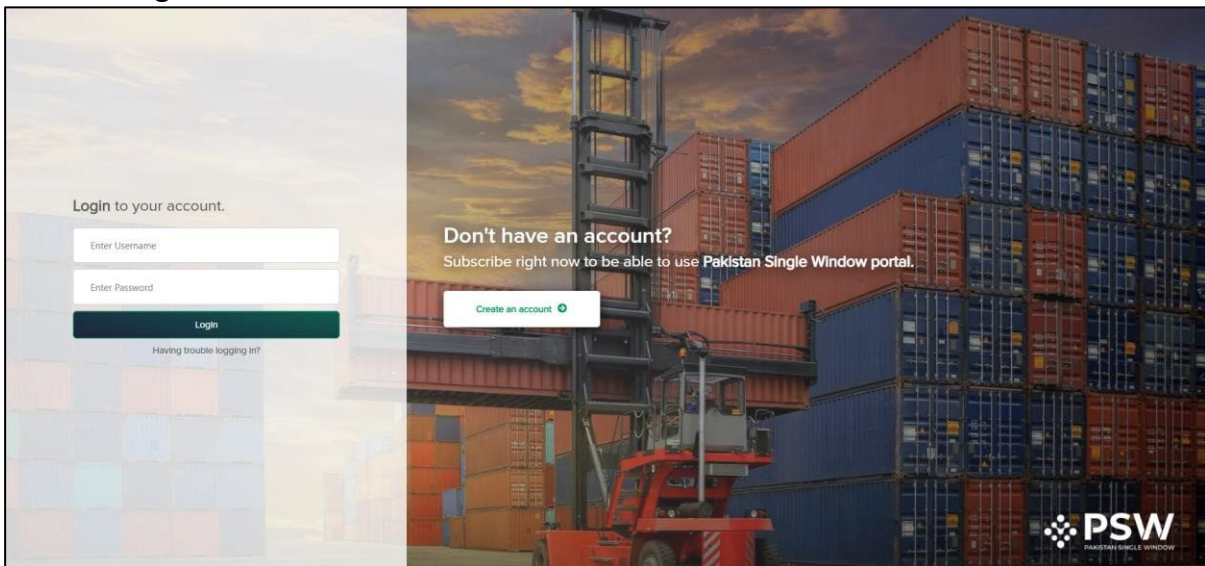 Login to your account.
Enter Username
Enter Password
Login
Having trouble logging in?
Don't have an account?
Subscribe right now to be able to use Pakistan Single Window portal.
Create an account
PSW
PAKISTAN SINGLE WINDOW